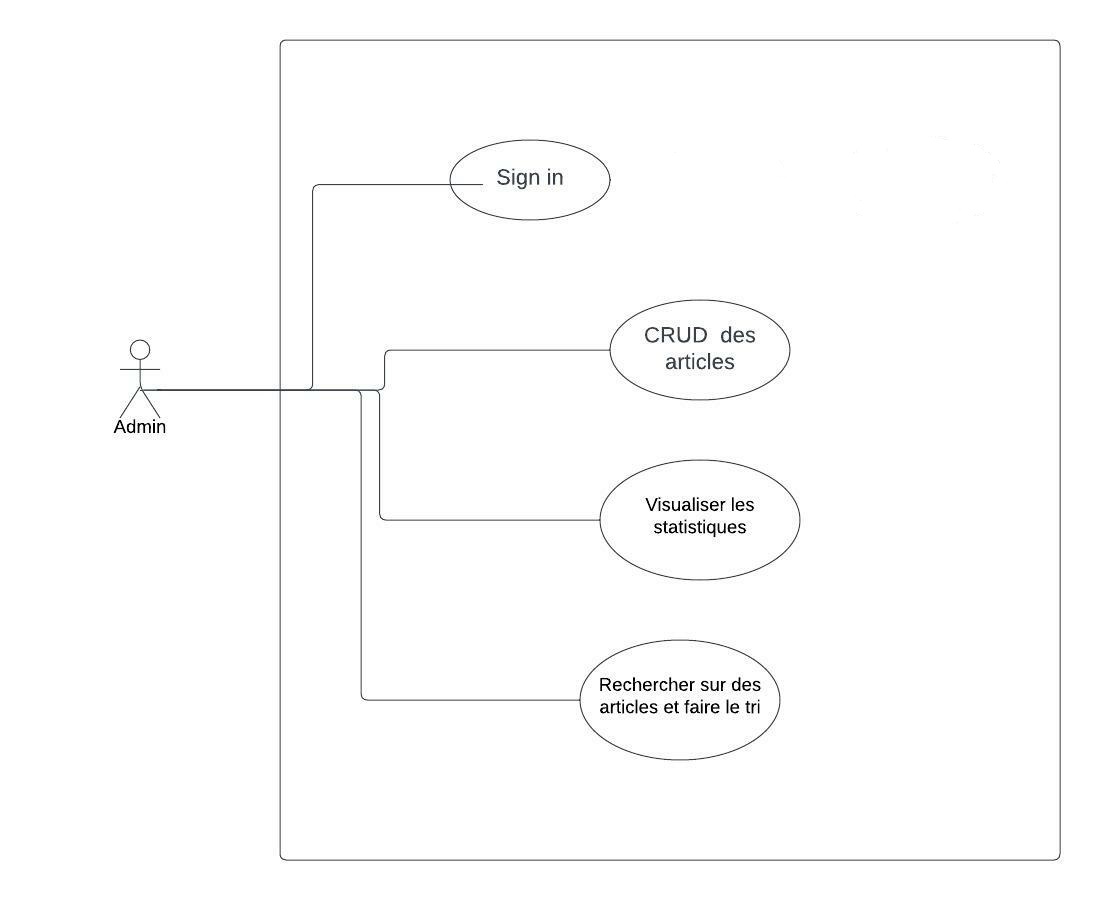 Sign in
CRUD des
articles
Admin
Visualiser les
statistiques
Rechercher sur des
articles et faire le tri